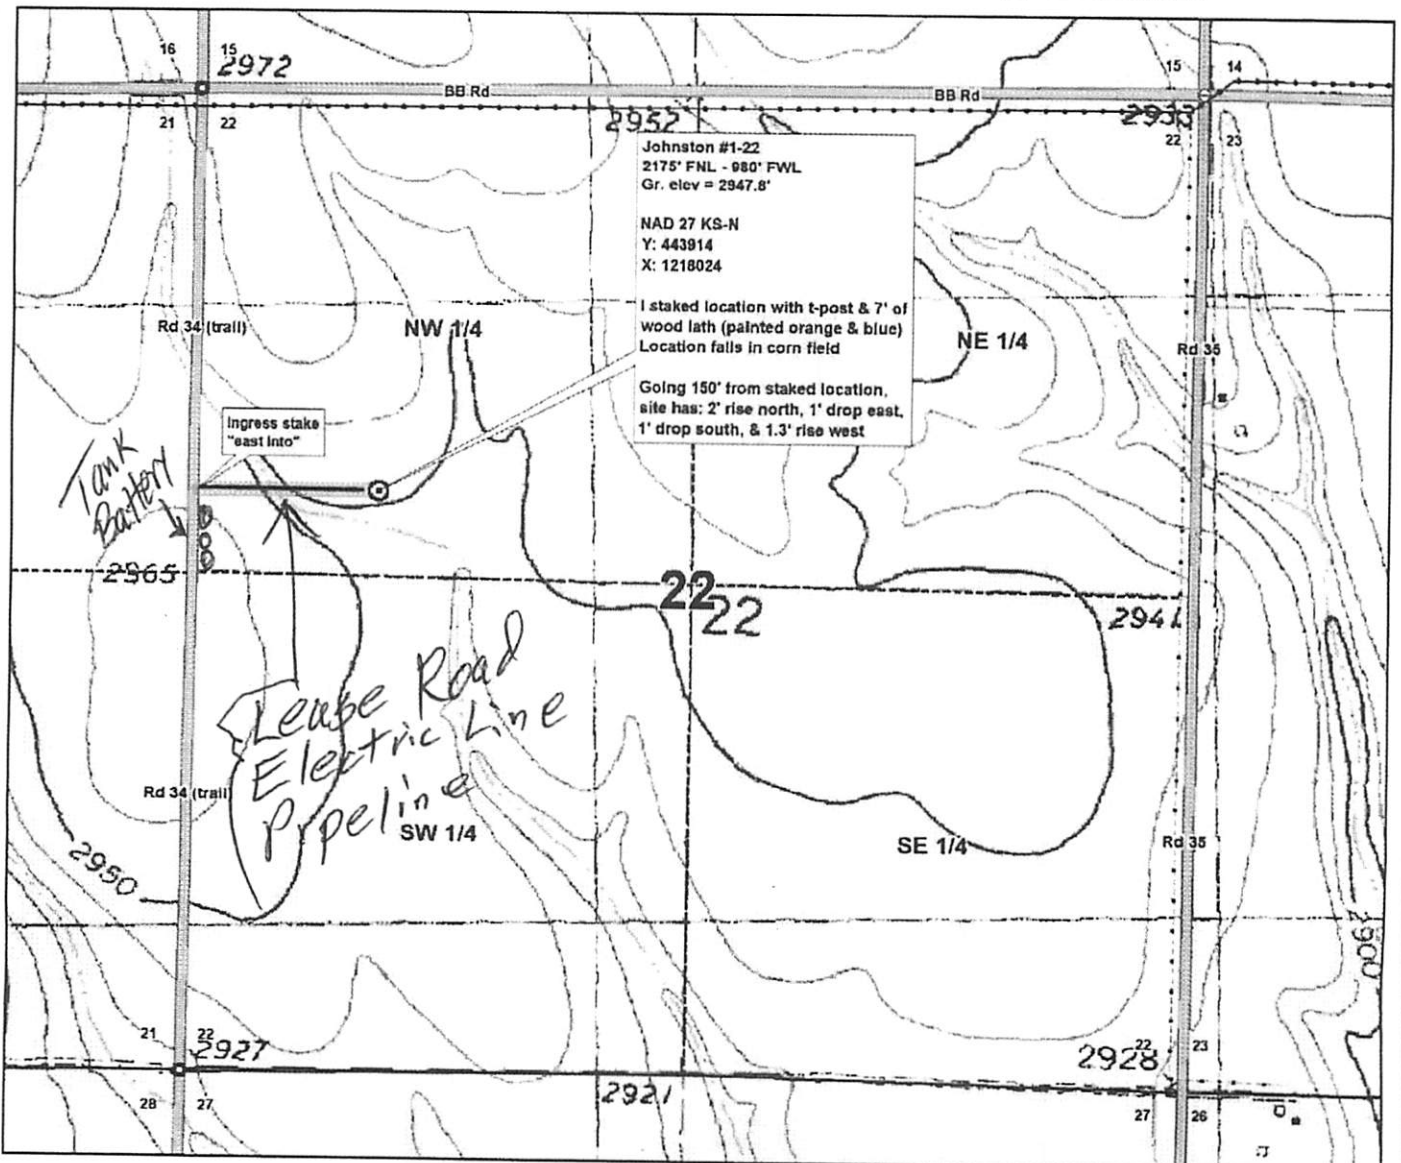 16 15
2972
15 14
BB Rd BB Rd
21 22
2952
2933
22 23
Johnston #1-22
2175' FNL - 980' FWL
Gr. elev = 2947.8'
NAD 27 KS-N
Y: 443914
X: 1218024
I staked location with t-post & 7' of
wood lath (painted orange & blue)
Location falls in corn field
Going 150' from staked location,
site has: 2' rise north, 1' drop east,
1' drop south, & 1.3' rise west
Rd 34 (trail)
NW 1/4
NE 1/4
Rd 35
Ingress stake
"east into"
Tank
Battery
2965
22
22
2941
Lease Road
Electric Line
Pipeline
Rd 34 (trail)
SW 1/4
SE 1/4
Rd 35
2950
2900
21 22
2927
22 23
2928
2921
28 27
27 26